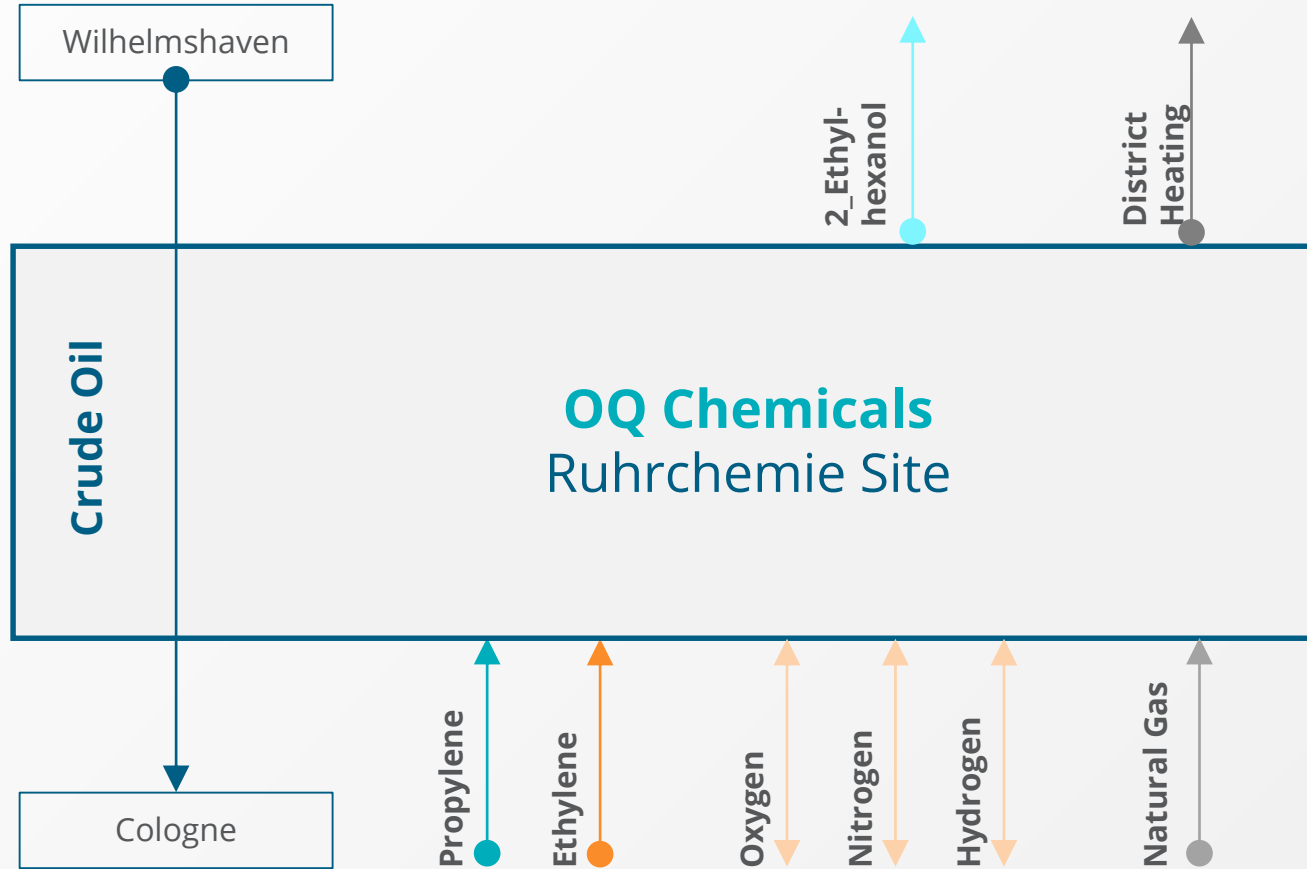 Wilhelmshaven
2_Ethyl-
hexanol
District
Heating
Crude Oil
OQ Chemicals
Ruhrchemie Site
Propylene
Ethylene
Oxygen
Nitrogen
Hydrogen
Natural Gas
Cologne